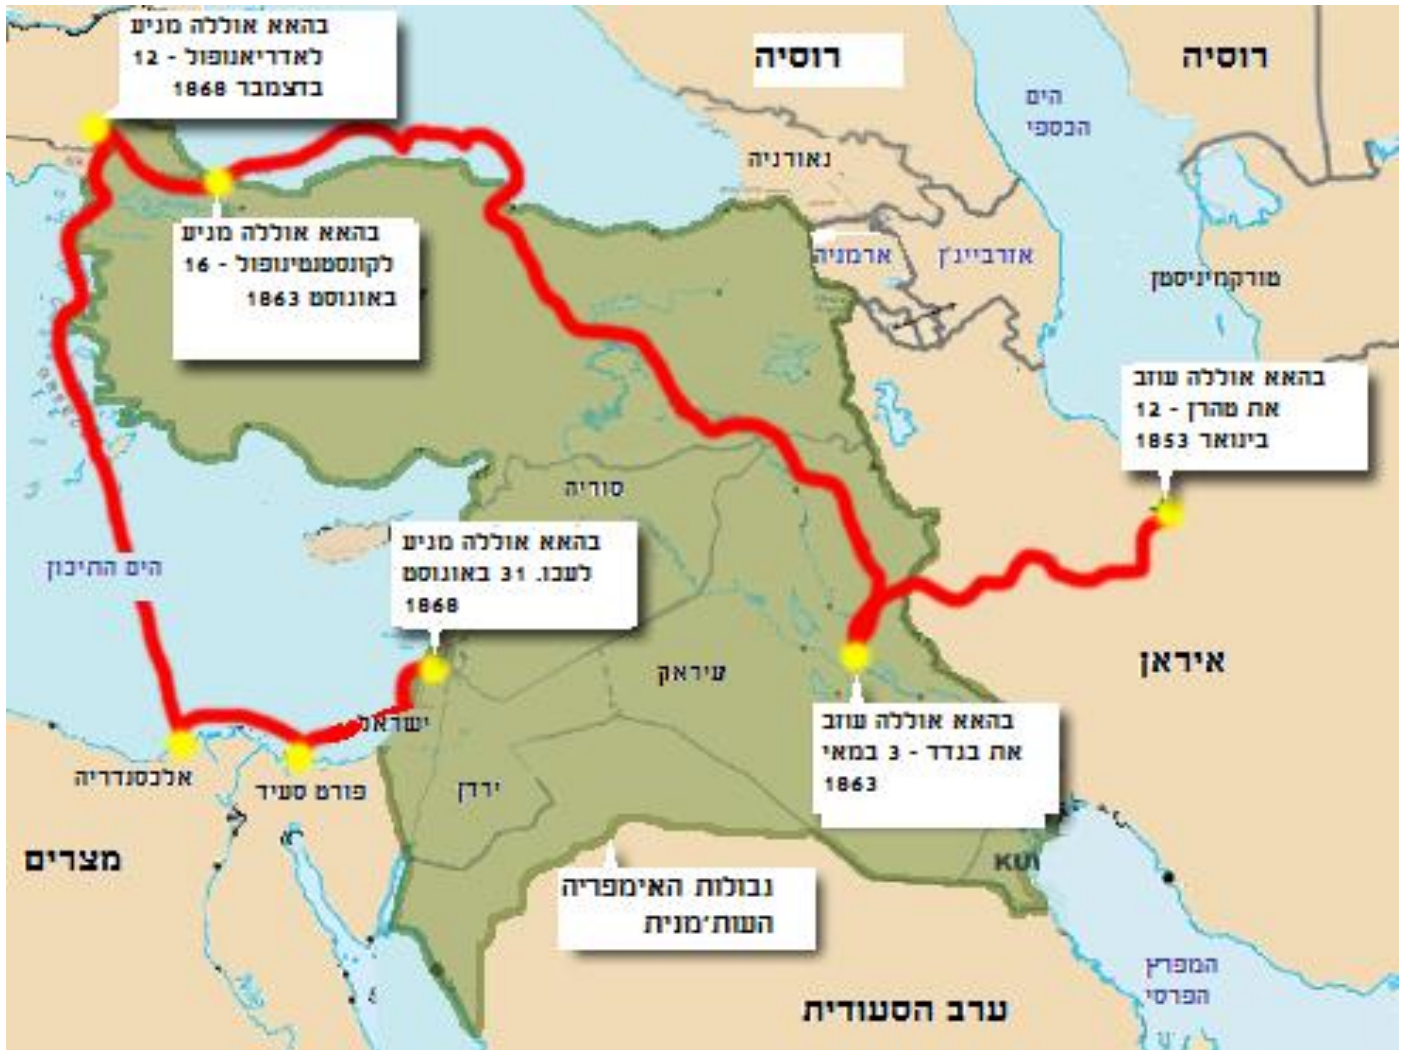 בהאא אוללה מגיע
לאדריאנופול - 12
בדצמבר 1868
רוסיה
רוסיה
הים
הכספי
גאורגיה
בהאא אוללה מגיע
לקונסטנטינופול - 16
באוגוסט 1863
ארמניה
אזרבייג'ן
טורקמיניסטן
בהאא אוללה עוזב
את טהרן - 12
בינואר 1853
סוריה
הים התיכון
בהאא אוללה מגיע
לעכו. 31 באוגוסט
1868
עיראק
איראן
ישראל
בהאא אוללה עוזב
את בגדד - 3 במאי
1863
אלכסנדריה
פורט סעיד
ירדן
מצרים
KUI
גבולות האימפריה
העות'מנית
המפרץ
הפרסי
ערב הסעודית